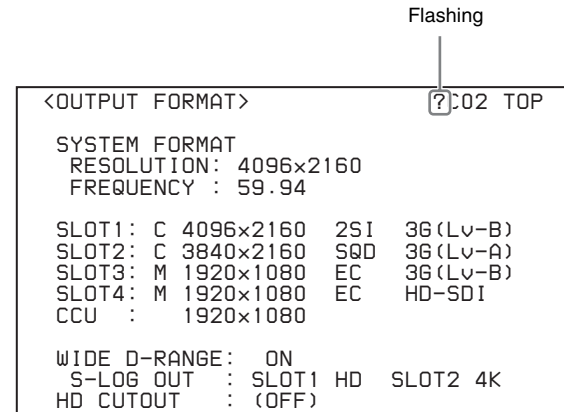 Flashing
<OUTPUT FORMAT> ?C02 TOP
SYSTEM FORMAT
RESOLUTION: 4096×2160
FREQUENCY : 59.94
SLOT1: C 4096×2160 2SI 3G(Lv-B)
SLOT2: C 3840×2160 SQD 3G(Lv-A)
SLOT3: M 1920×1080 EC 3G(Lv-B)
SLOT4: M 1920×1080 EC HD-SDI
CCU : 1920×1080
WIDE D-RANGE: ON
S-LOG OUT : SLOT1 HD SLOT2 4K
HD CUTOUT : (OFF)